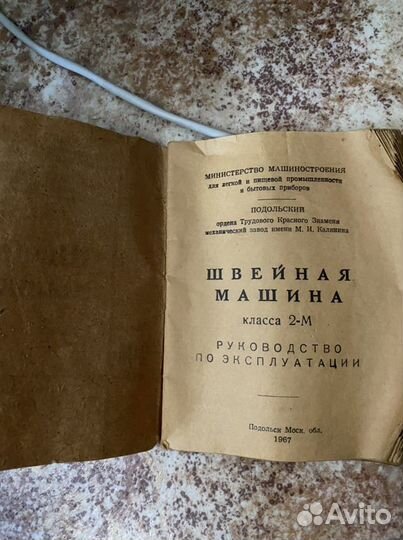 МИНИСТЕРСТВО МАШИНОСТРОЕНИЯ
для легкой и пищевой промышленности
и бытовых приборов
ПОДОЛЬСКИЙ
ордена Трудового Красного Знамени
механический завод имени М. И. Калинина
ШВЕЙНАЯ
МАШИНА
класса 2-М
РУКОВОДСТВО
ПО ЭКСПЛУАТАЦИИ
Подольск Моск. обл.
1967
Avito